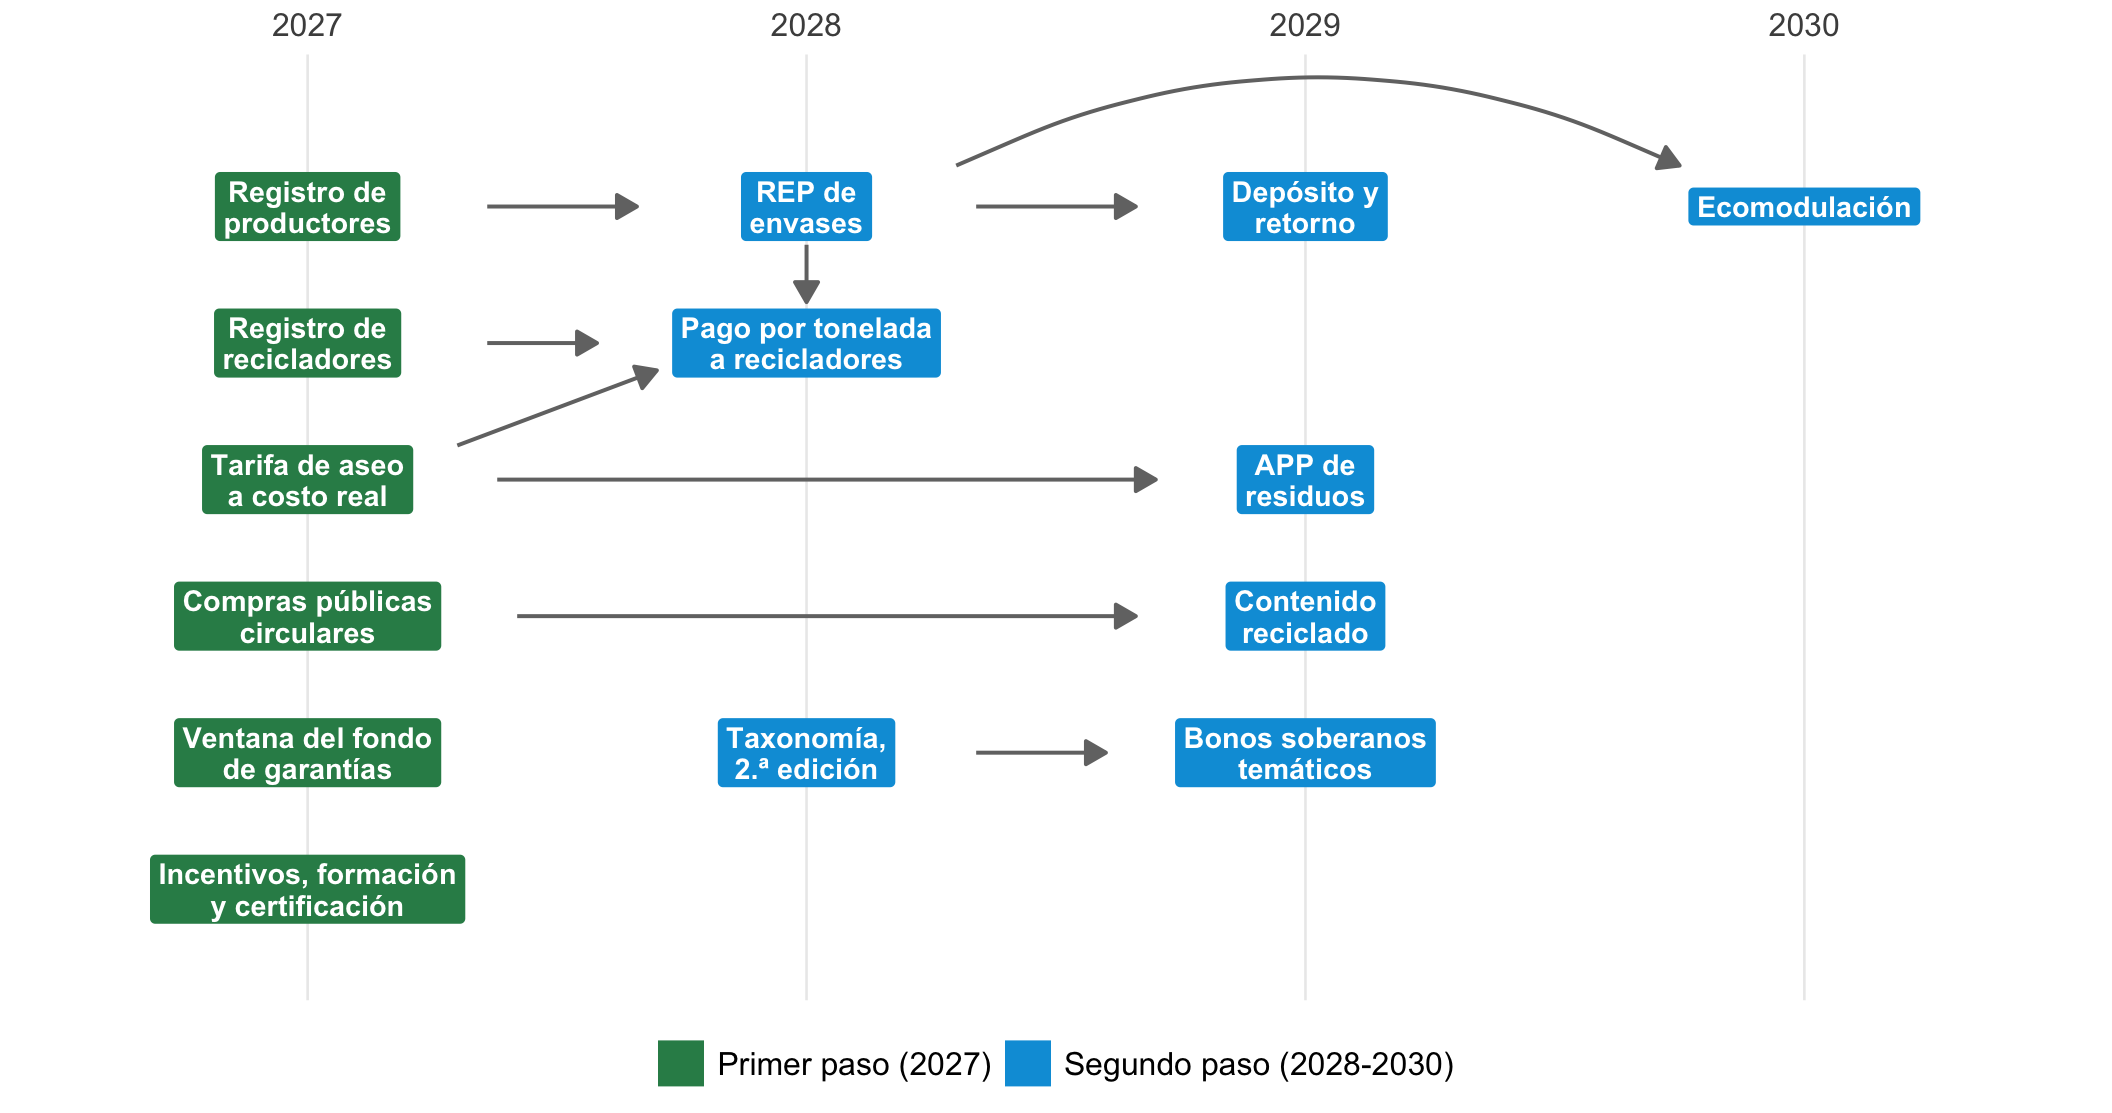 2027
2028
2029
2030
Registro de
productores
REP de
envases
Depósito y
retorno
Ecomodulación
Registro de
recicladores
Pago por tonelada
a recicladores
Tarifa de aseo
a costo real
APP de
residuos
Compras públicas
circulares
Contenido
reciclado
Ventana del fondo
de garantías
Taxonomía,
2.ª edición
Bonos soberanos
temáticos
Incentivos, formación
y certificación
Primer paso (2027)
Segundo paso (2028-2030)